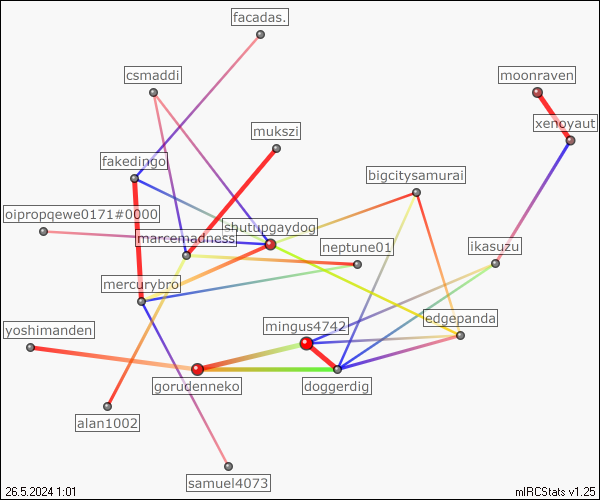 facadas.
csmaddi
moonraven
xenoyaut
mukszi
fakedingo
bigcitysamurai
oipropqewe0171#0000
shutupgaydog
marcemadness
neptune01
ikasuzu
mercurybro
mingus4742
edgepanda
yoshimanden
gorudenneko
doggerdig
alan1002
samuel4073
26.5.2024 1:01
mIRCStats v1.25